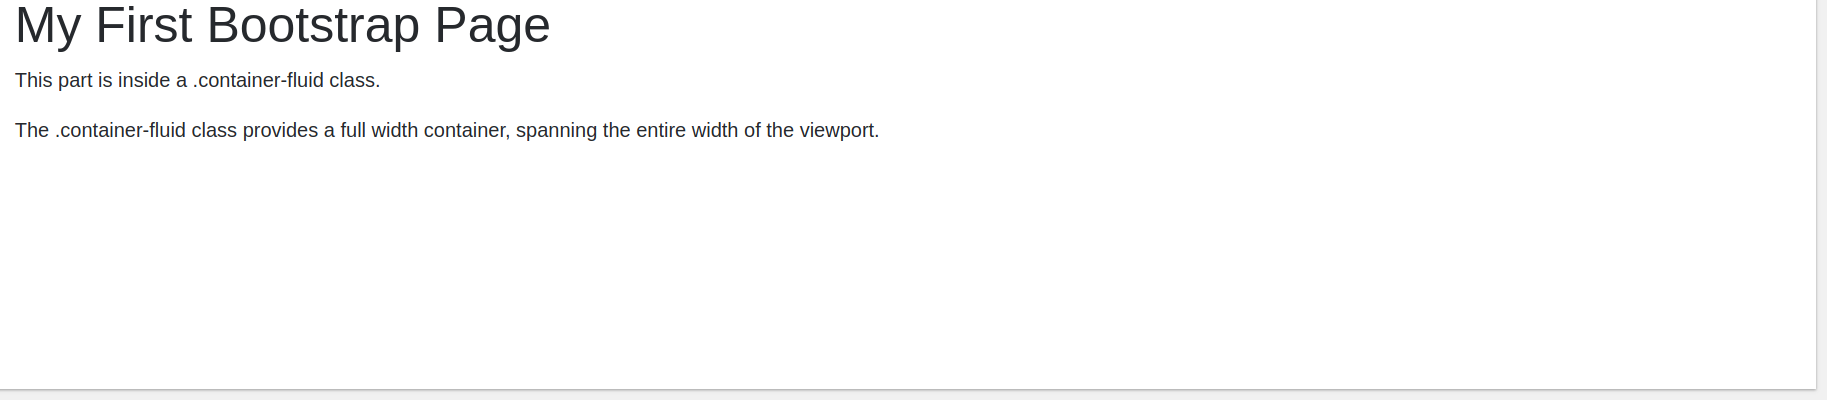 My First Bootstrap Page
This part is inside a .container-fluid class.
The .container-fluid class provides a full width container, spanning the entire width of the viewport.